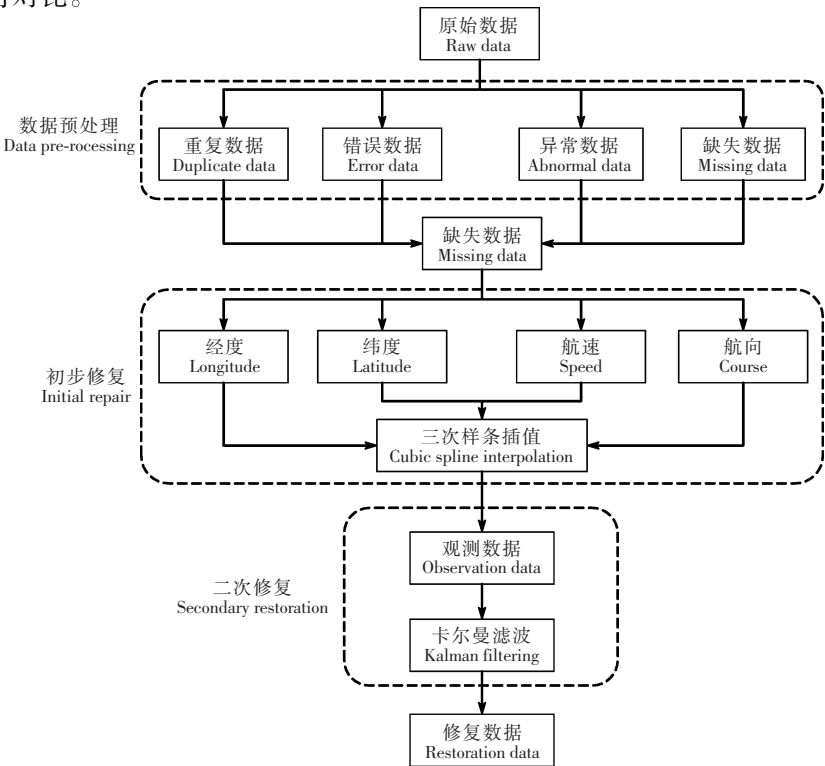 对比。
原始数据
Raw data
数据预处理
Data pre-rocessing
重复数据
Duplicate data
错误数据
Error data
异常数据
Abnormal data
缺失数据
Missing data
缺失数据
Missing data
初步修复
Initial repair
经度
Longitude
纬度
Latitude
航速
Speed
航向
Course
三次样条插值
Cubic spline interpolation
二次修复
Secondary restoration
观测数据
Observation data
卡尔曼滤波
Kalman filtering
修复数据
Restoration data